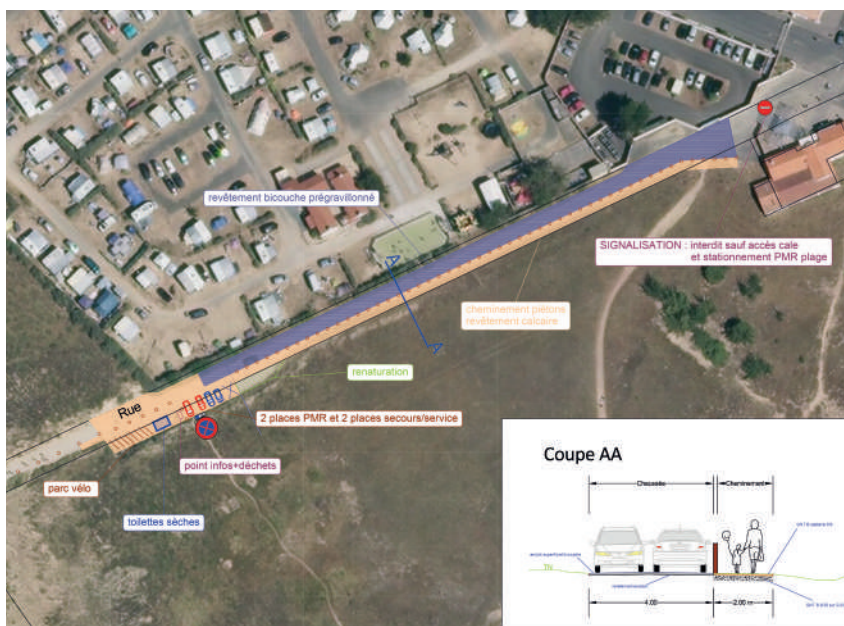 revêtement bicouche prégravillonné
SIGNALISATION : interdit sauf accès cale
et stationnement PMR plage
A
cheminement piétons
revêtement calcaire
A
renaturation
Rue
2 places PMR et 2 places secours/service
point infos+déchets
parc vélo
toilettes sèches
Coupe AA
Chaussée
Cheminement
TN
4.00
2.00 m